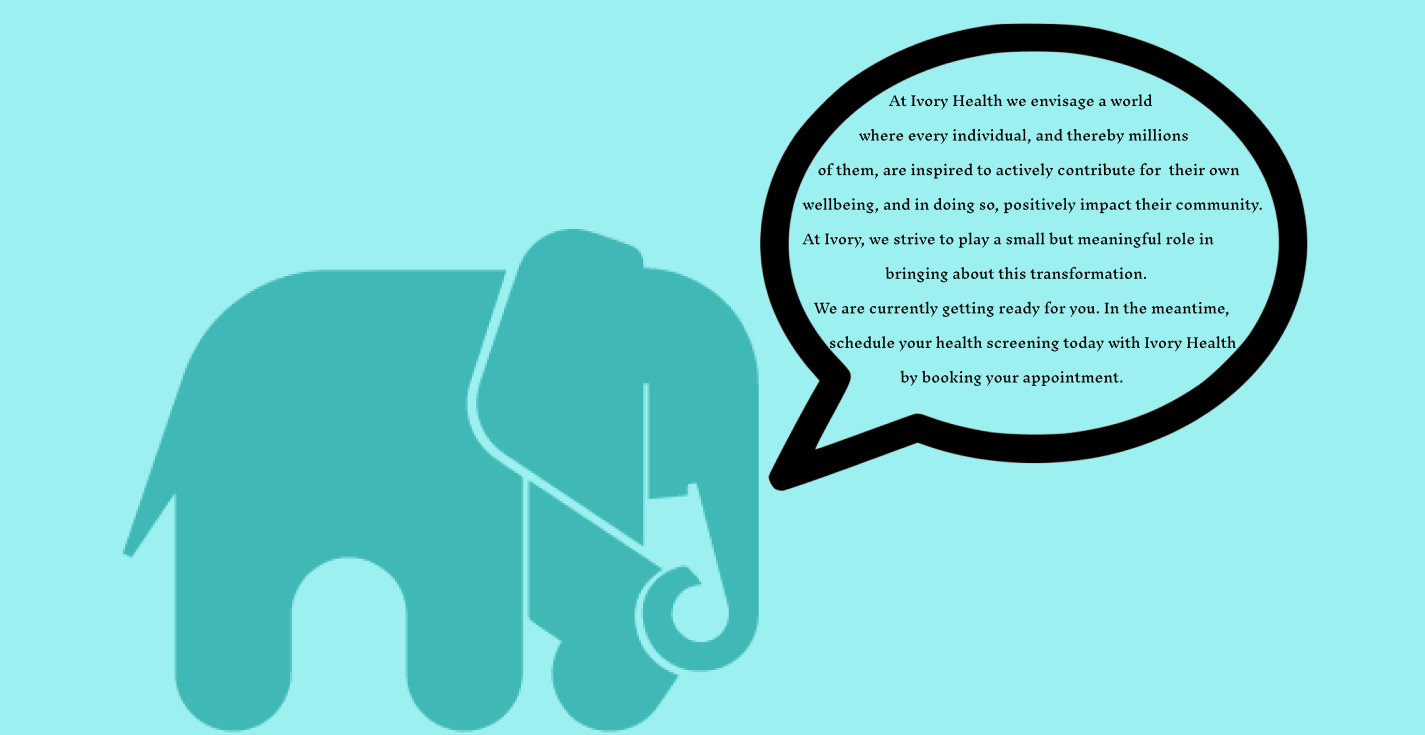 At Ivory Health we envisage a world
where every individual, and thereby millions
of them, are inspired to actively contribute for  their own
wellbeing, and in doing so, positively impact their community.
At Ivory, we strive to play a small but meaningful role in
bringing about this transformation.
We are currently getting ready for you. In the meantime,
schedule your health screening today with Ivory Health
by booking your appointment.